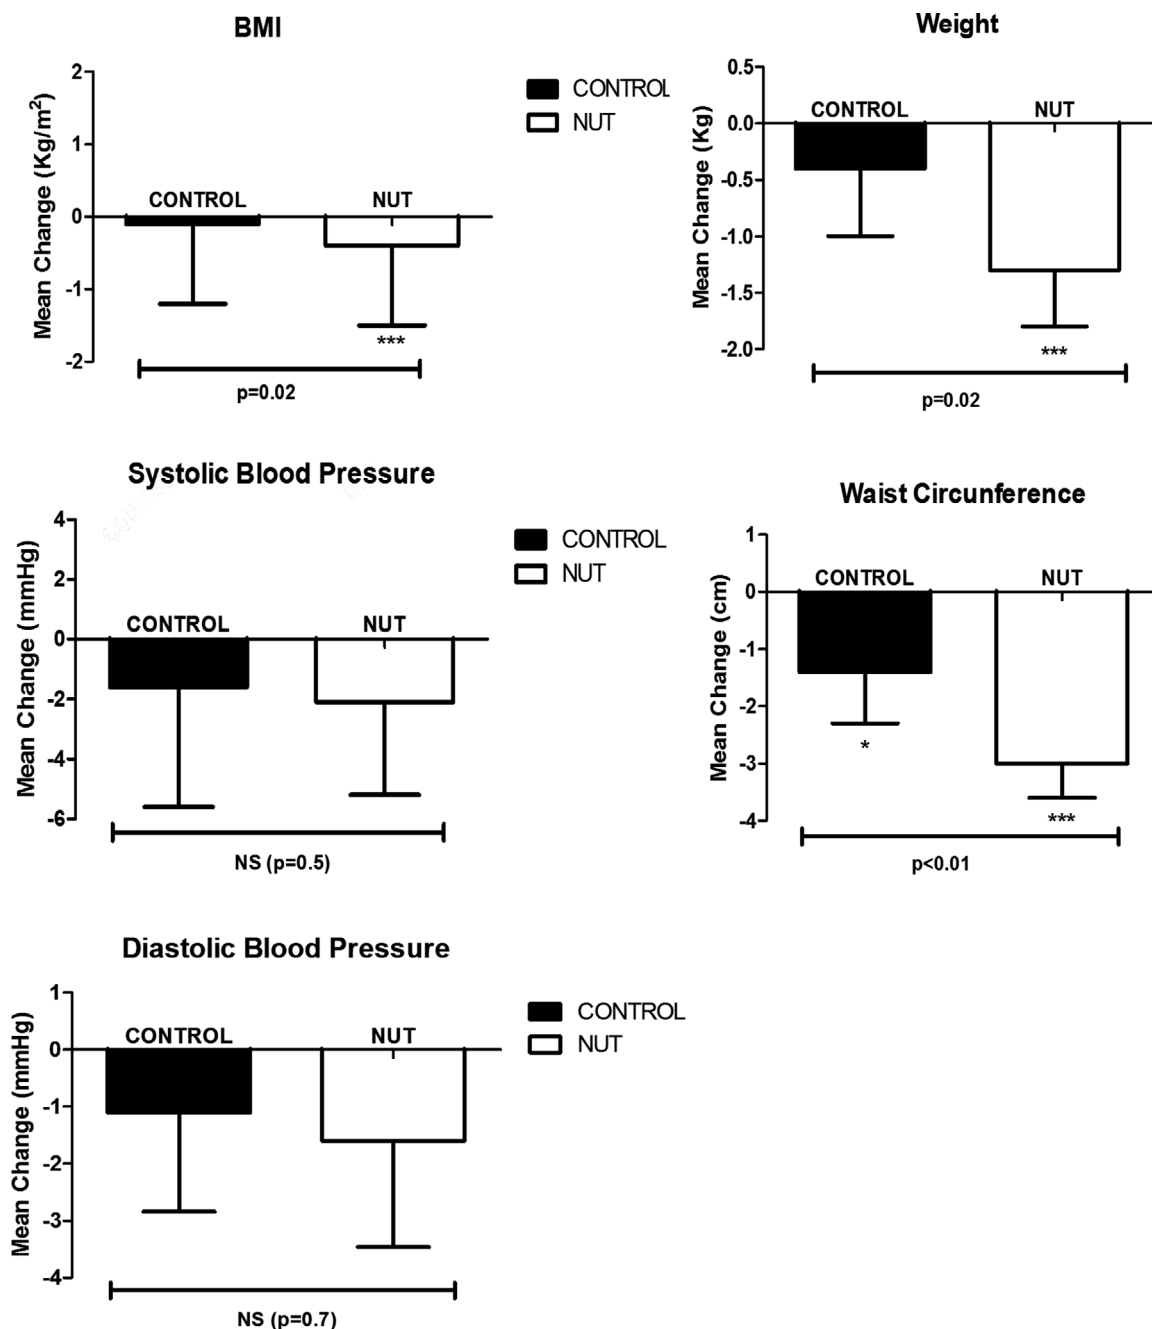 BMI
2
1
0
-1
-2
Mean Change (Kg/m²)
CONTROL
NUT
***
p=0.02
CONTROL
NUT
Weight
0.5
0.0
-0.5
-1.0
-1.5
-2.0
Mean Change (Kg)
CONTROL
NUT
***
p=0.02
Systolic Blood Pressure
4
2
0
-2
-4
-6
Mean Change (mmHg)
CONTROL
NUT
NS (p=0.5)
CONTROL
NUT
Waist Circunference
1
0
-1
-2
-3
-4
Mean Change (cm)
CONTROL
NUT
*
***
p<0.01
Diastolic Blood Pressure
1
0
-1
-2
-3
-4
Mean Change (mmHg)
CONTROL
NUT
NS (p=0.7)
CONTROL
NUT